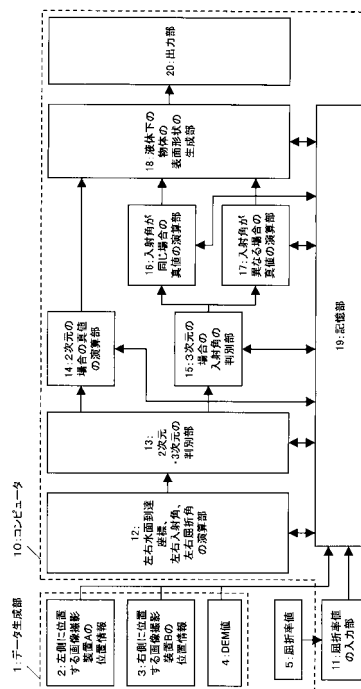 1:データ生成部
2:左側に位置
する画像撮影
装置Aの
位置情報
3:右側に位置
する画像撮影
装置Bの
位置情報
4:DEM値
5:屈折率値
10:コンピュータ
11:屈折率値
の入力部
12:
左右水面到達
座標、
左右入射角、
左右屈折角
の演算部
13:
2次元
・3次元の
判別部
14:2次元の
場合の真値
の演算部
15:3次元の
場合の
入射角の
判別部
16:入射角が
同じ場合の
真値の演算部
17:入射角が
異なる場合の
真値の演算部
18:液体下の
物体の
表面形状の
生成部
19:記憶部
20:出力部